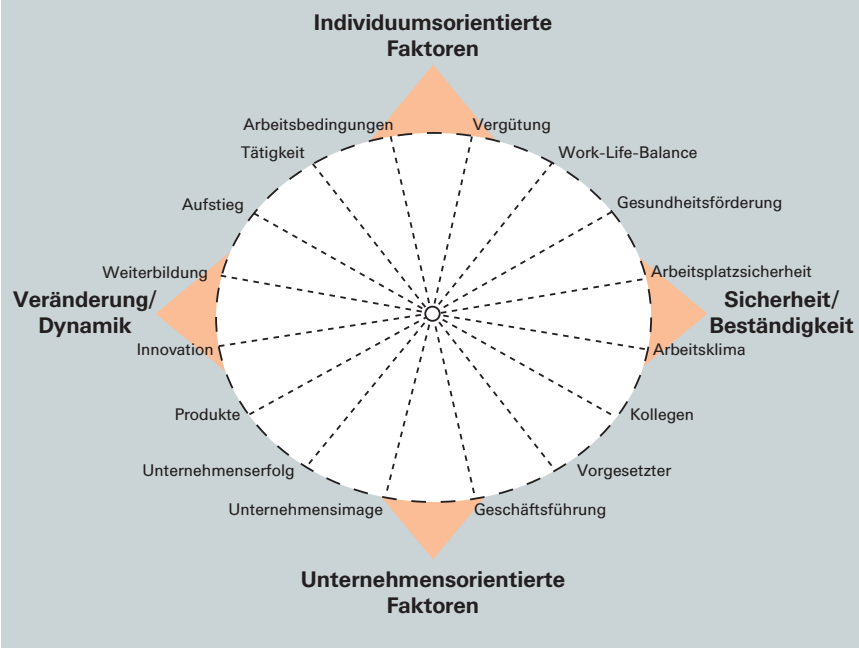 Individuumsorientierte
Faktoren
Arbeitsbedingungen
Vergütung
Tätigkeit
Work-Life-Balance
Aufstieg
Gesundheitsförderung
Weiterbildung
Arbeitsplatzsicherheit
Veränderung/
Dynamik
Sicherheit/
Beständigkeit
Innovation
Arbeitsklima
Produkte
Kollegen
Unternehmenserfolg
Vorgesetzter
Unternehmensimage
Geschäftsführung
Unternehmensorientierte
Faktoren